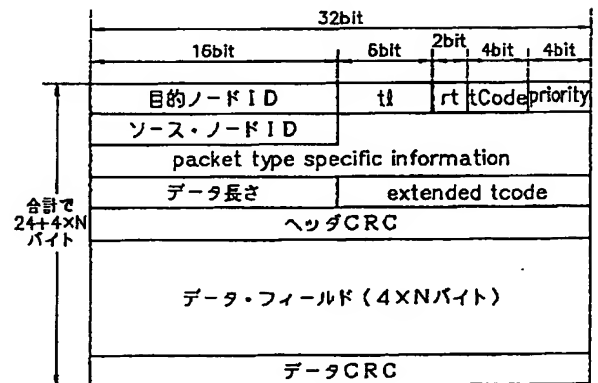 32bit
16bit 6bit 2bit 4bit 4bit
目的ノードID tℓ rt tCode priority
ソース・ノードID
packet type specific information
データ長さ extended tcode
ヘッダCRC
合計で
24+4×N
バイト
データ・フィールド(4×Nバイト)
データCRC